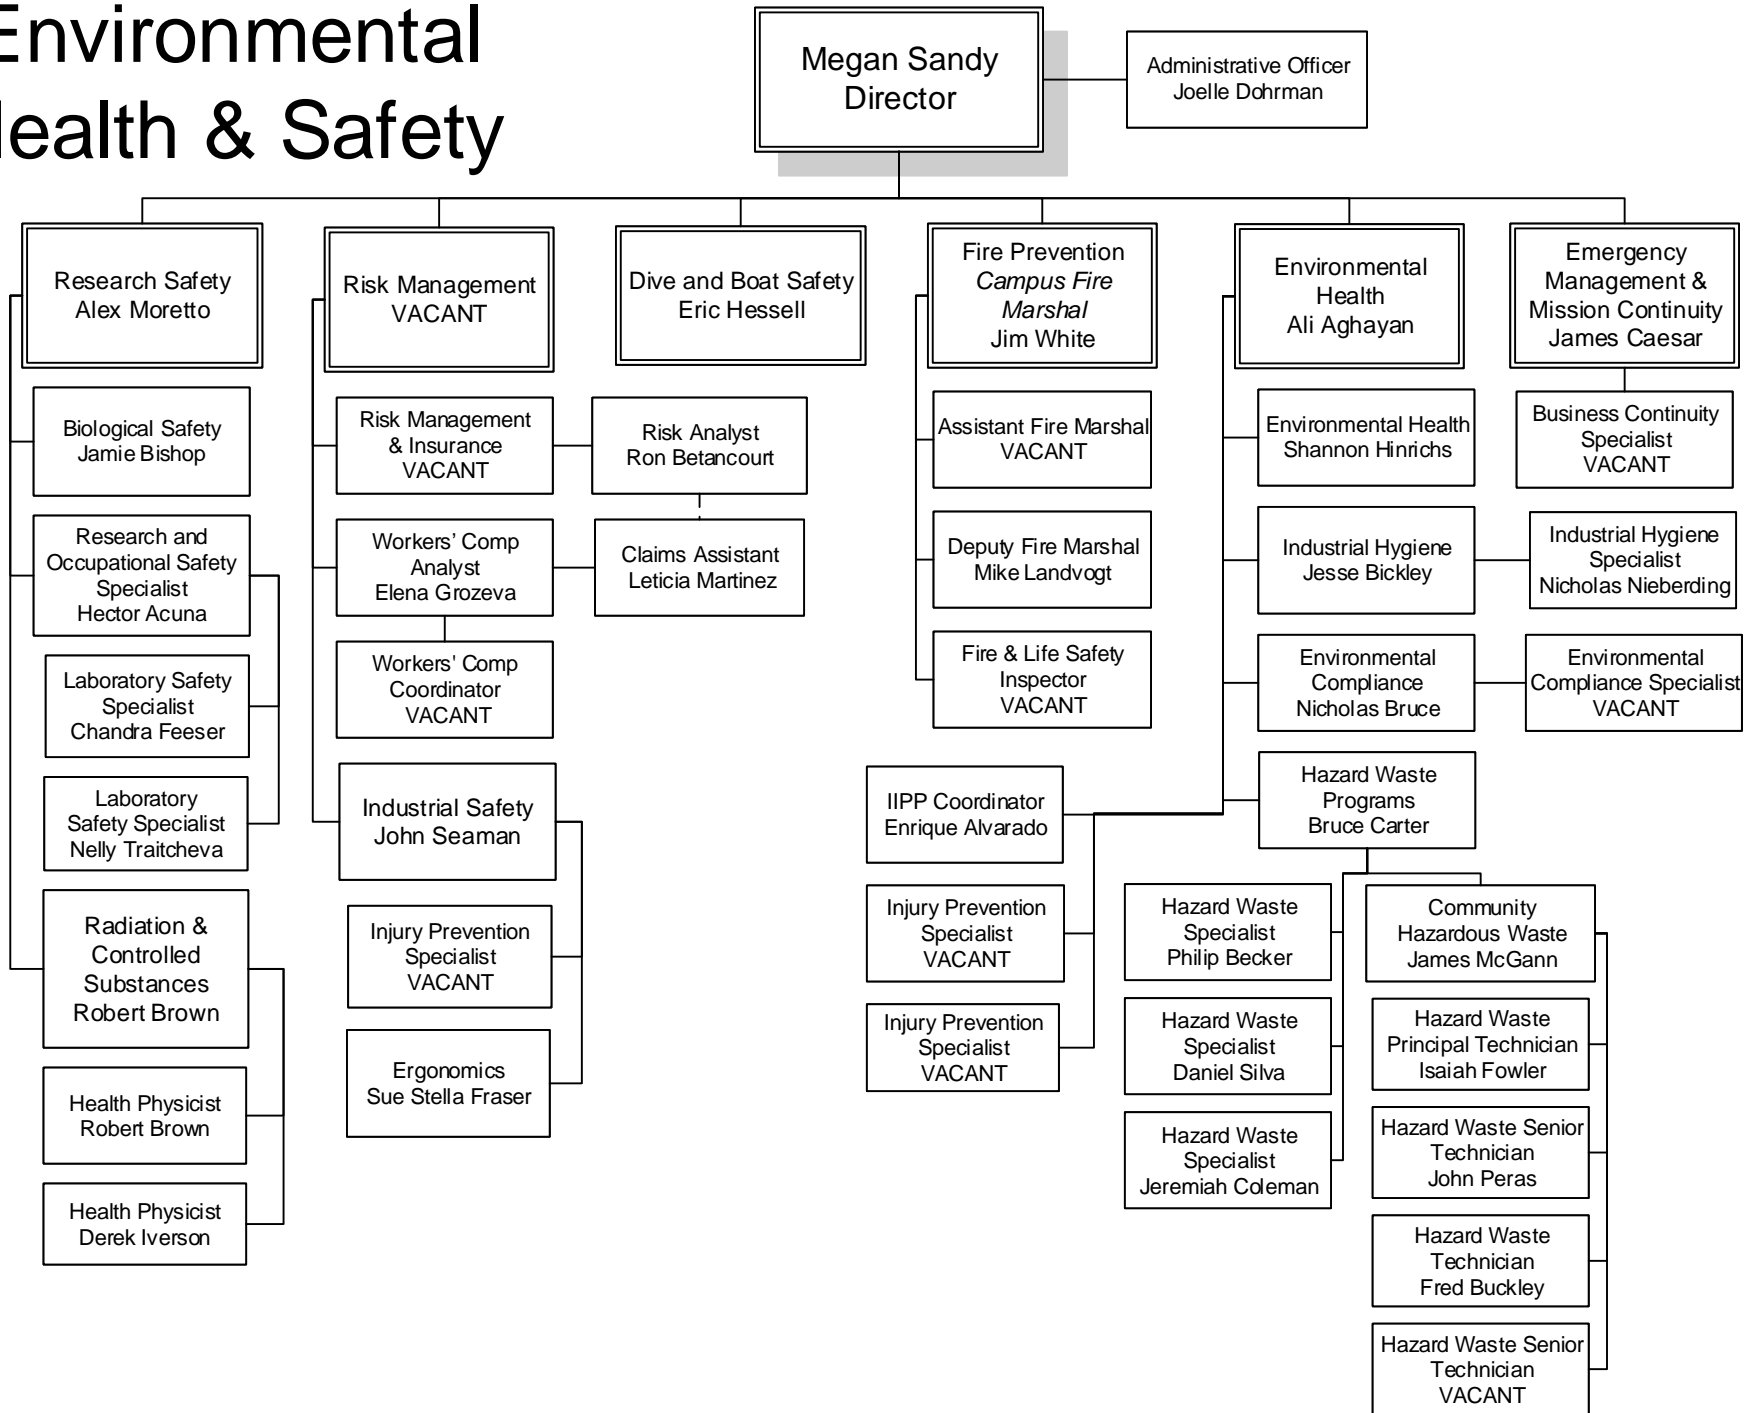 Environmental
Health & Safety
Megan Sandy
Director
Administrative Officer
Joelle Dohrman
Research Safety
Alex Moretto
Biological Safety
Jamie Bishop
Research and
Occupational Safety
Specialist
Hector Acuna
Laboratory Safety
Specialist
Chandra Feeser
Laboratory
Safety Specialist
Nelly Traitcheva
Radiation &
Controlled
Substances
Robert Brown
Health Physicist
Robert Brown
Health Physicist
Derek Iverson
Risk Management
VACANT
Risk Management
& Insurance
VACANT
Risk Analyst
Ron Betancourt
Workers’ Comp
Analyst
Elena Grozeva
Claims Assistant
Leticia Martinez
Workers' Comp
Coordinator
VACANT
Industrial Safety
John Seaman
Injury Prevention
Specialist
VACANT
Ergonomics
Sue Stella Fraser
Dive and Boat Safety
Eric Hessell
Fire Prevention
Campus Fire
Marshal
Jim White
Assistant Fire Marshal
VACANT
Deputy Fire Marshal
Mike Landvogt
Fire & Life Safety
Inspector
VACANT
Environmental
Health
Ali Aghayan
Environmental Health
Shannon Hinrichs
Industrial Hygiene
Jesse Bickley
Industrial Hygiene
Specialist
Nicholas Nieberding
Environmental
Compliance
Nicholas Bruce
Environmental
Compliance Specialist
VACANT
Hazard Waste
Programs
Bruce Carter
IIPP Coordinator
Enrique Alvarado
Injury Prevention
Specialist
VACANT
Injury Prevention
Specialist
VACANT
Hazard Waste
Specialist
Philip Becker
Hazard Waste
Specialist
Daniel Silva
Hazard Waste
Specialist
Jeremiah Coleman
Community
Hazardous Waste
James McGann
Hazard Waste
Principal Technician
Isaiah Fowler
Hazard Waste Senior
Technician
John Peras
Hazard Waste
Technician
Fred Buckley
Hazard Waste Senior
Technician
VACANT
Emergency
Management &
Mission Continuity
James Caesar
Business Continuity
Specialist
VACANT